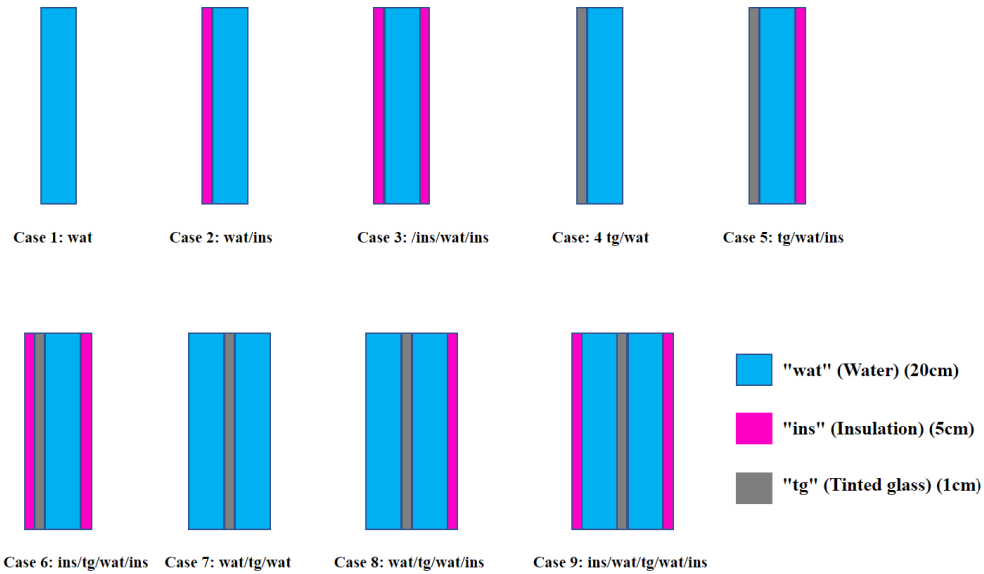 Case 1: wat
Case 2: wat/ins
Case 3: /ins/wat/ins
Case: 4 tg/wat
Case 5: tg/wat/ins
"wat" (Water) (20cm)
"ins" (Insulation) (5cm)
"tg" (Tinted glass) (1cm)
Case 6: ins/tg/wat/ins
Case 7: wat/tg/wat
Case 8: wat/tg/wat/ins
Case 9: ins/wat/tg/wat/ins